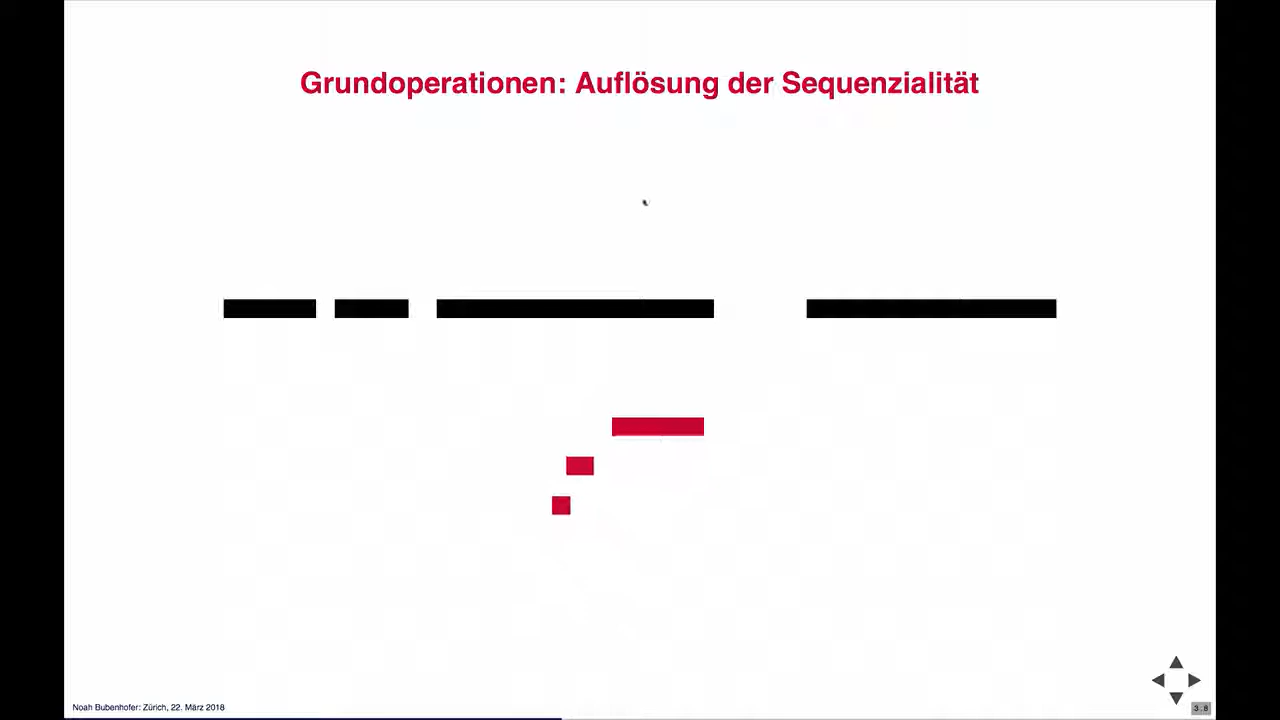 Grundoperationen: Auflösung der Sequenzialität
Noah Bubenhofer: Zürich, 22. März 2018
3 . 8